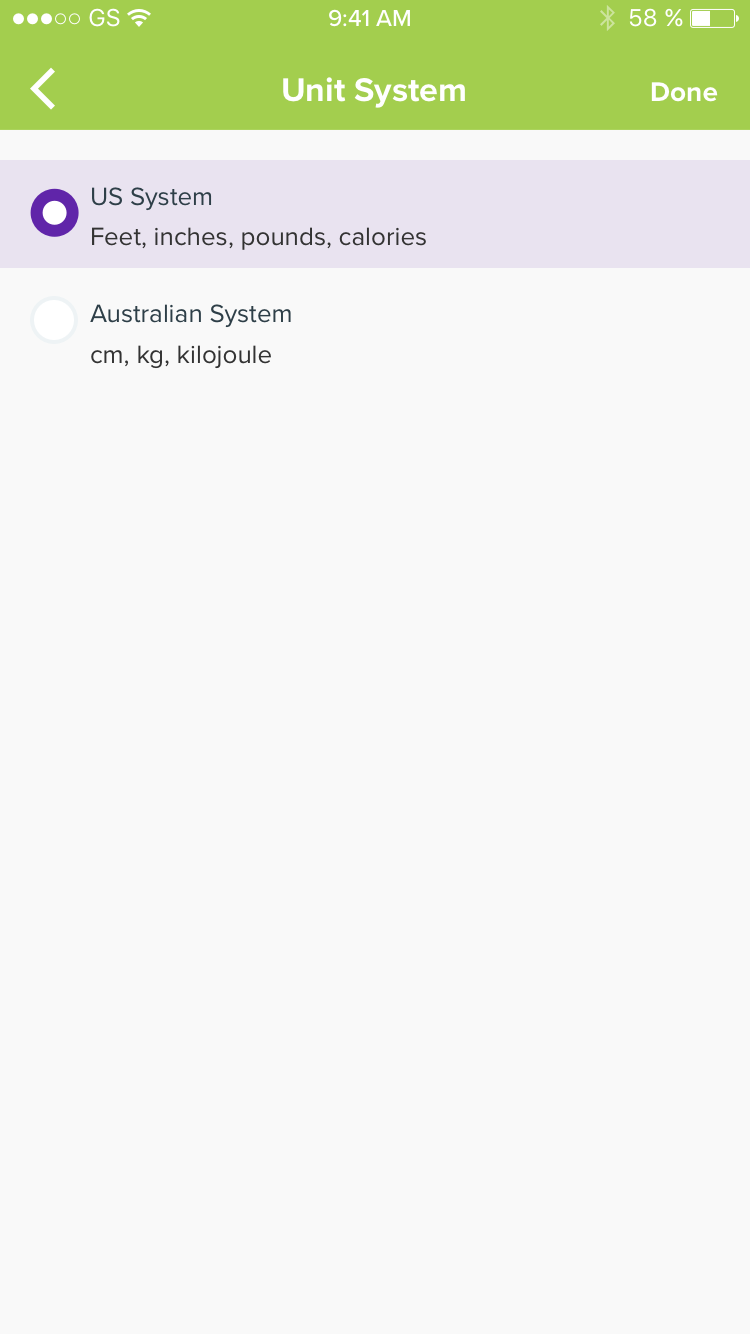 GS 9:41 AM 58 %
Unit System Done
US System
Feet, inches, pounds, calories
Australian System
cm, kg, kilojoule